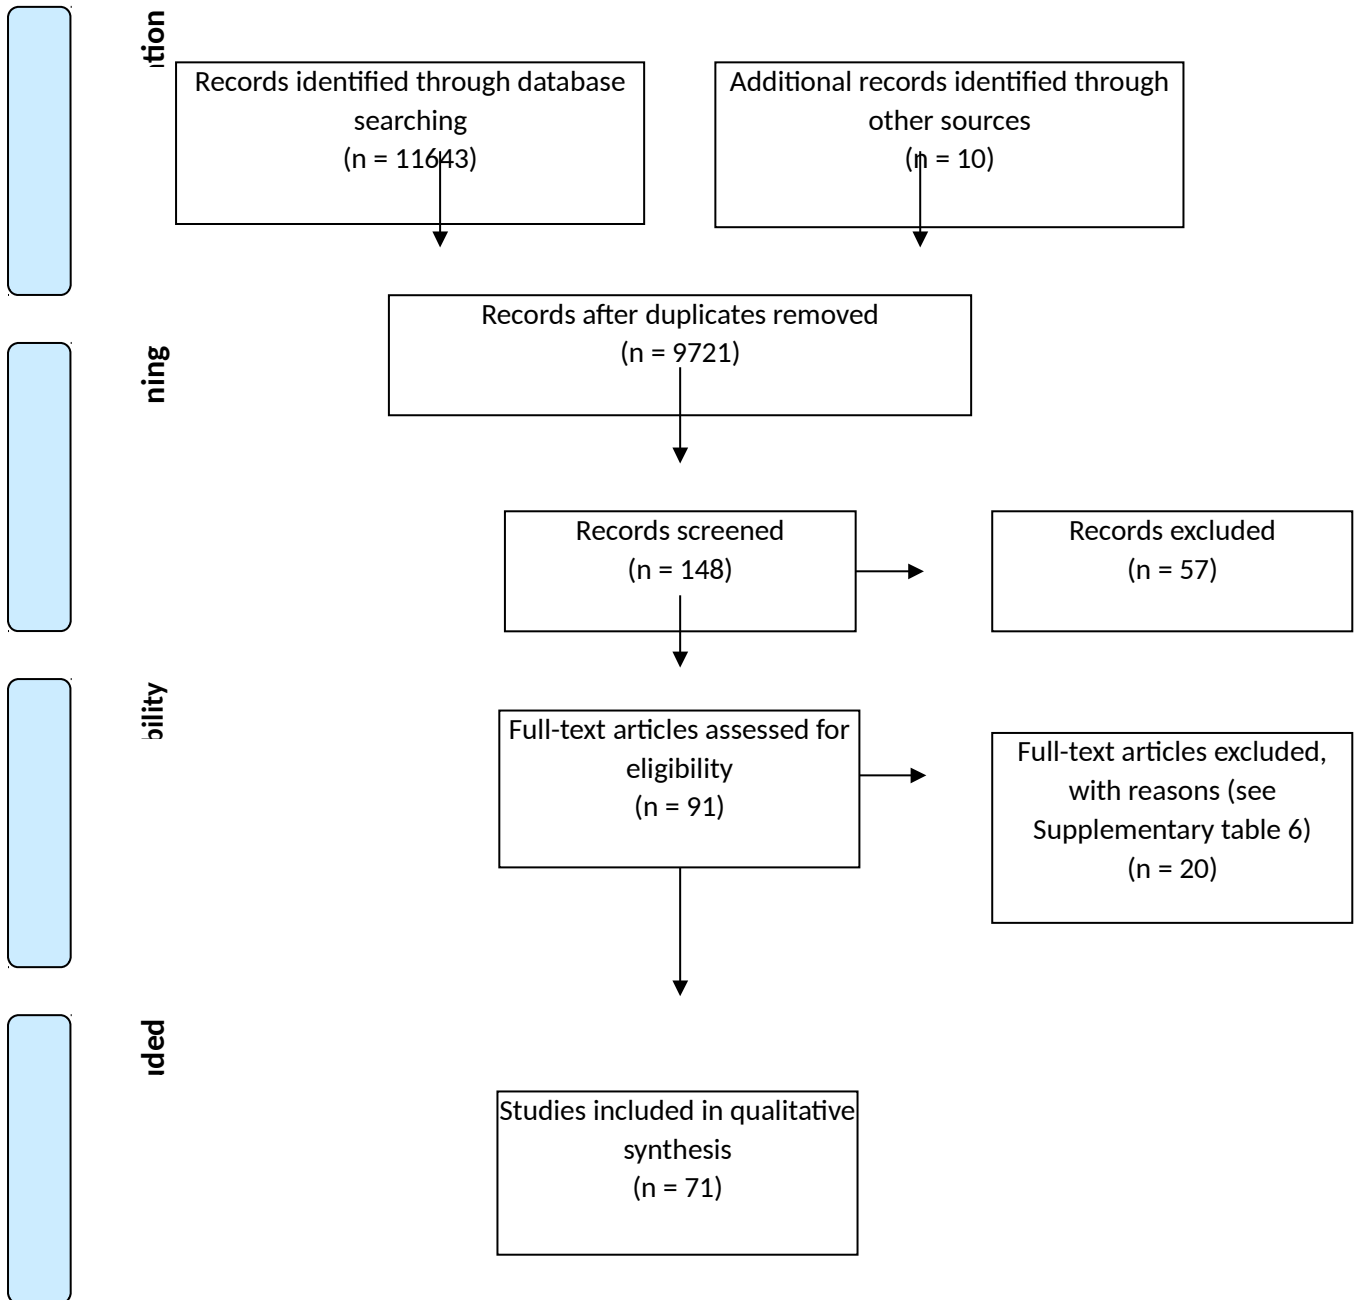 tion
Records identified through database
searching
(n = 11643)
Additional records identified through
other sources
(n = 10)
Records after duplicates removed
(n = 9721)
ning
Records screened
(n = 148)
Records excluded
(n = 57)
bility
Full-text articles assessed for
eligibility
(n = 91)
Full-text articles excluded,
with reasons (see
Supplementary table 6)
(n = 20)
ded
Studies included in qualitative
synthesis
(n = 71)